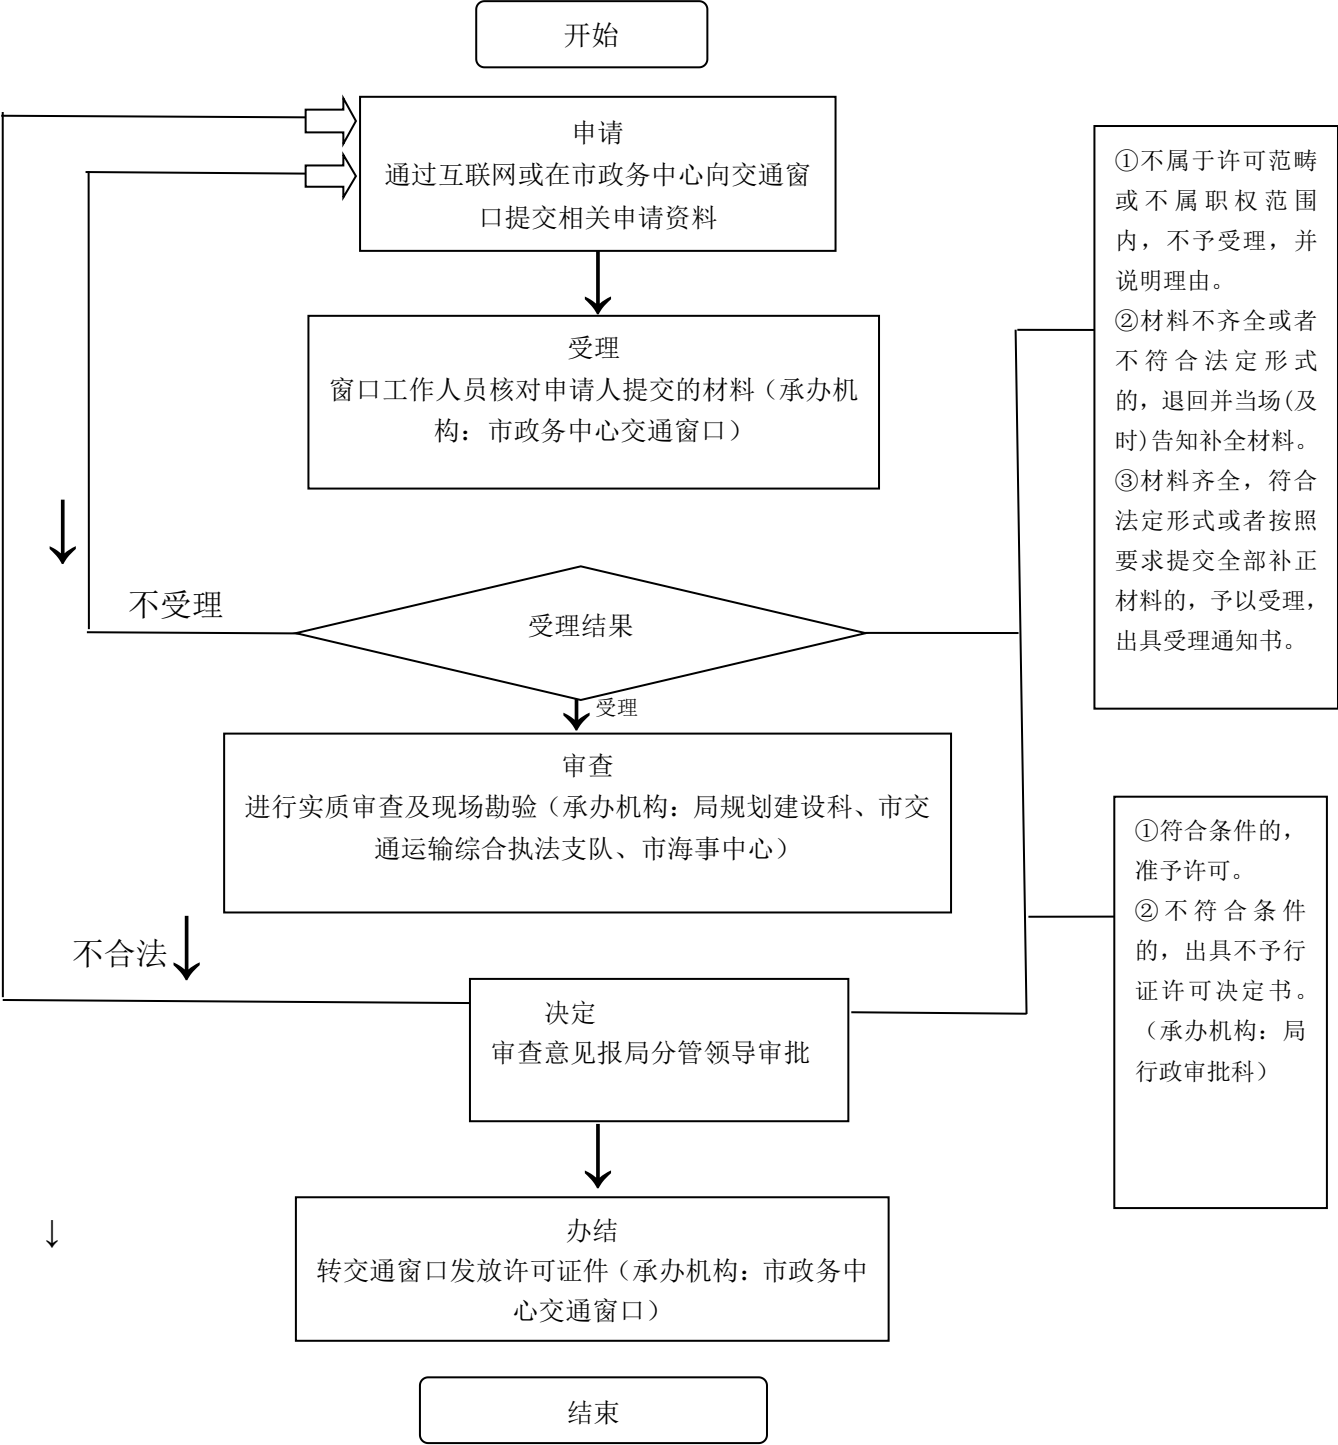 开始
申请
通过互联网或在市政务中心向交通窗
口提交相关申请资料
受理
窗口工作人员核对申请人提交的材料（承办机
构：市政务中心交通窗口）
不受理
受理结果
受理
审查
进行实质审查及现场勘验（承办机构：局规划建设科、市交
通运输综合执法支队、市海事中心）
不合法
决定
审查意见报局分管领导审批
办结
转交通窗口发放许可证件（承办机构：市政务中
心交通窗口）
结束
①不属于许可范畴
或不属职权范围
内，不予受理，并
说明理由。
②材料不齐全或者
不符合法定形式
的，退回并当场(及
时)告知补全材料。
③材料齐全，符合
法定形式或者按照
要求提交全部补正
材料的，予以受理，
出具受理通知书。
①符合条件的，
准予许可。
②不符合条件
的，出具不予行
证许可决定书。
（承办机构：局
行政审批科）